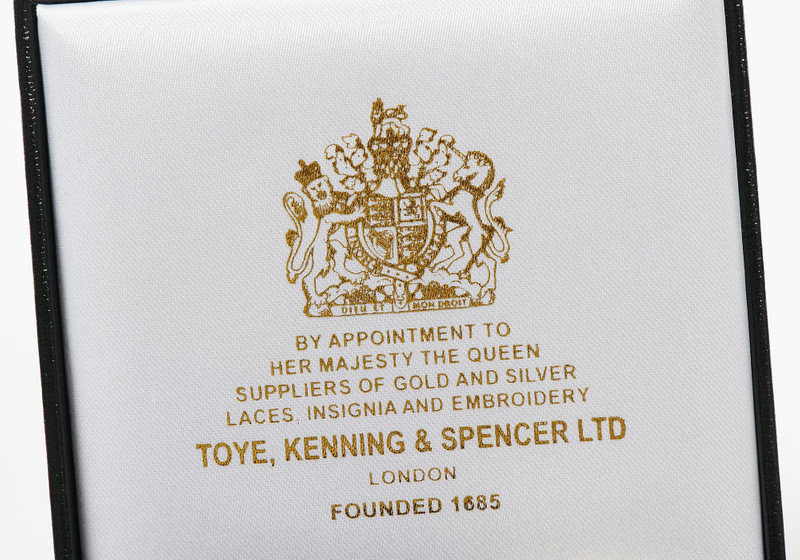 DIEU ET MON DROIT
BY APPOINTMENT TO
HER MAJESTY THE QUEEN
SUPPLIERS OF GOLD AND SILVER
LACES, INSIGNIA AND EMBROIDERY
TOYE, KENNING & SPENCER LTD
LONDON
FOUNDED 1685